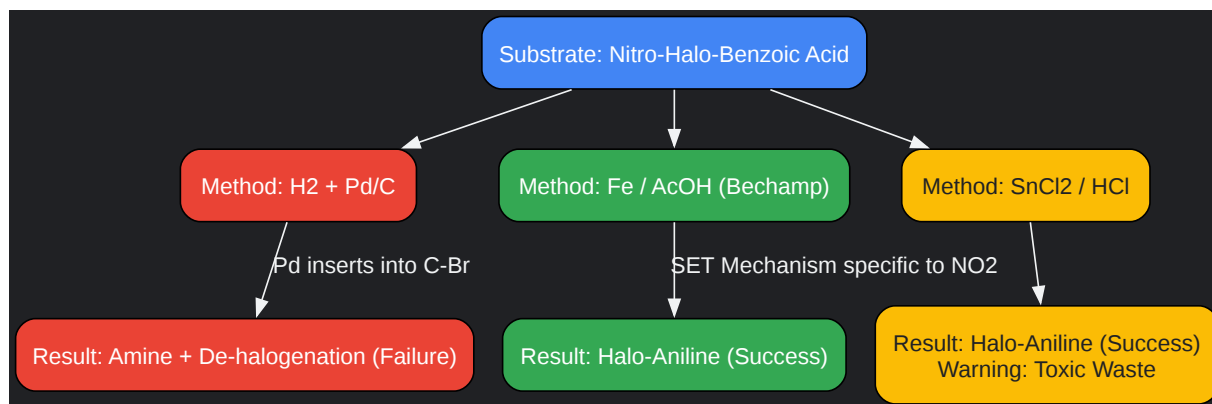 Substrate: Nitro-Halo-Benzoic Acid
Method: H2 + Pd/C
Method: Fe / AcOH (Bechamp)
Method: SnCl2 / HCl
Pd inserts into C-Br
SET Mechanism specific to NO2
Result: Amine + De-halogenation (Failure)
Result: Halo-Aniline (Success)
Result: Halo-Aniline (Success)
Warning: Toxic Waste